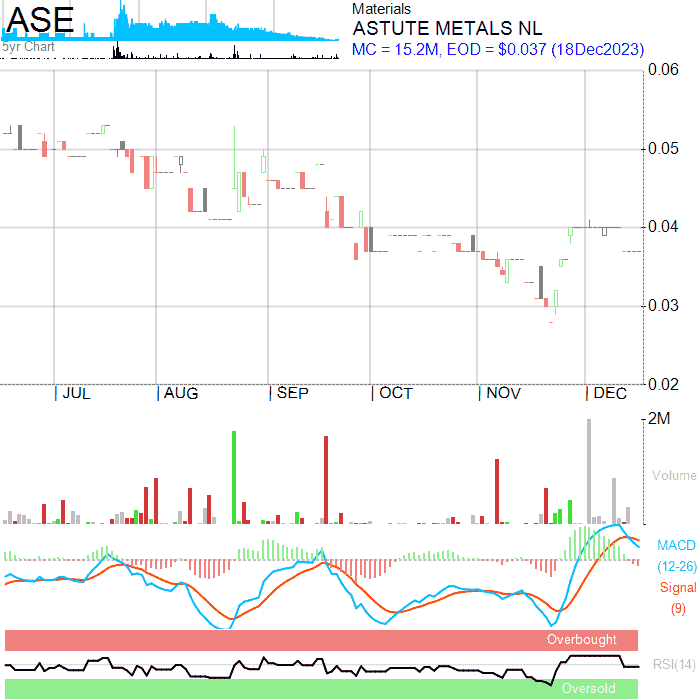 ASE
5yr Chart
Materials
ASTUTE METALS NL
MC = 15.2M, EOD = $0.037 (18Dec2023)
0.06
0.05
0.04
0.03
0.02
JUL
AUG
SEP
OCT
NOV
DEC
2M
Volume
MACD
(12-26)
Signal
(9)
Overbought
RSI(14)
Oversold